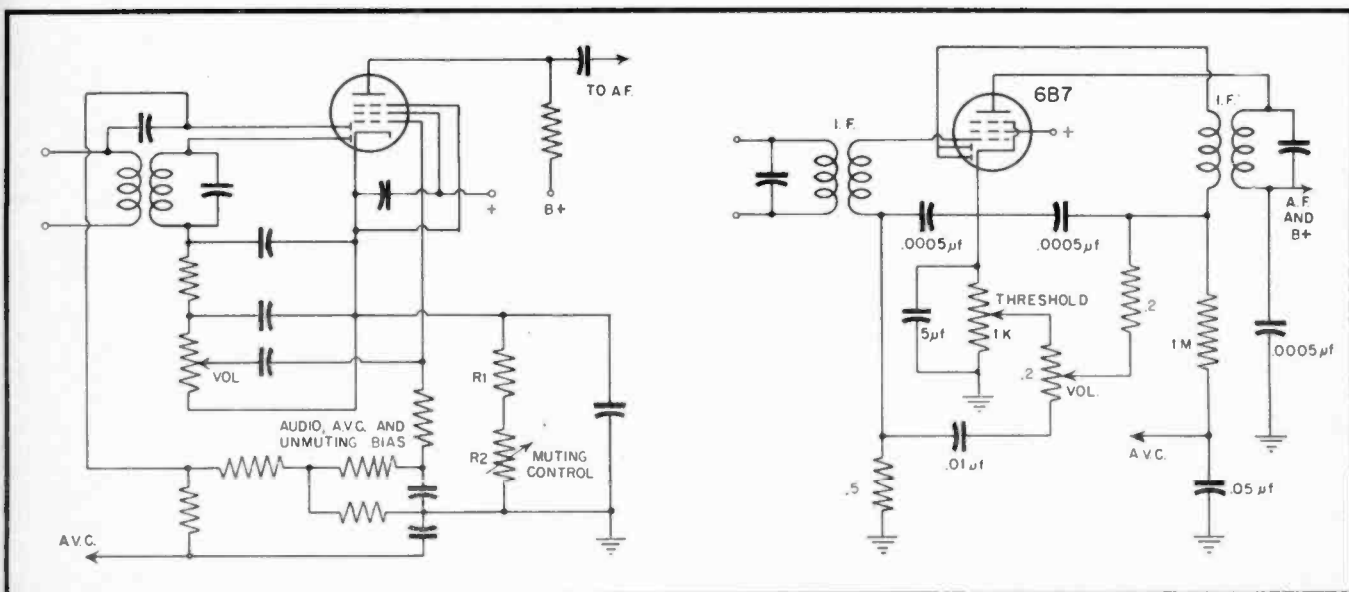 TO A.F.
B+
+
VOL
R1
AUDIO, A.V.C. AND
UNMUTING BIAS
R2
MUTING
CONTROL
A.V.C.
6B7
I.F.
+
I.F.
.0005µf
.0005µf
A.F.
AND
B+
THRESHOLD
5µf
1K
.2
1M
.0005µf
.2
VOL.
.01µf
A.V.C.
.5
.05µf